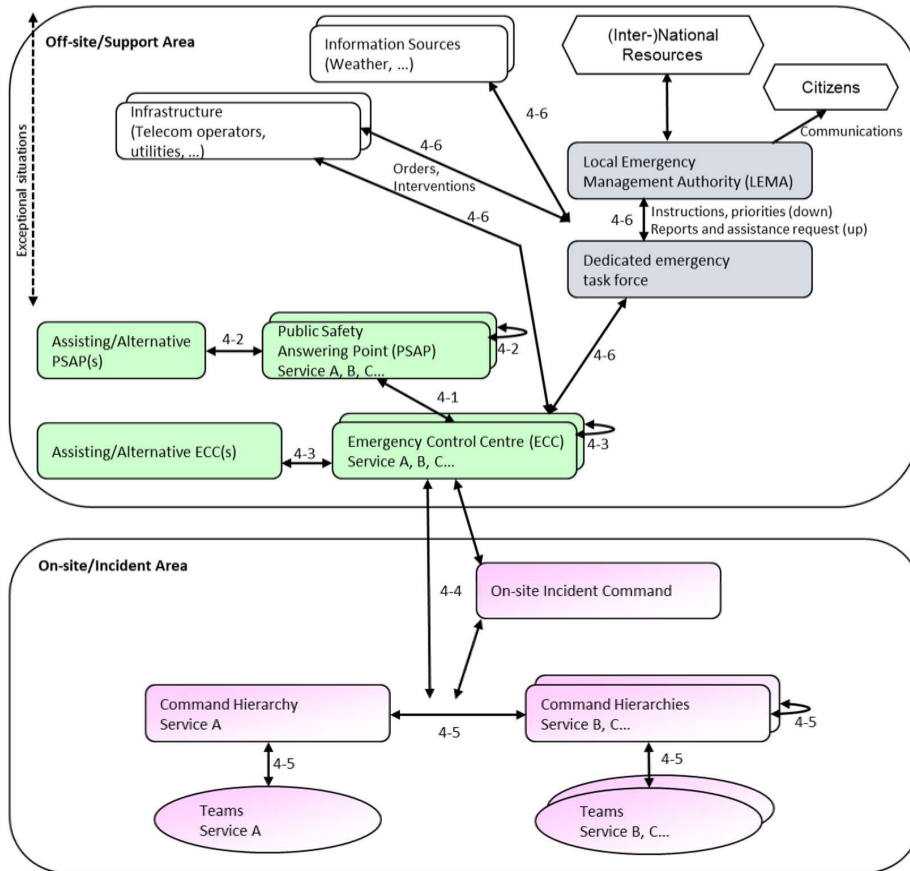 Off-site/Support Area
Exceptional situations
Information Sources
(Weather, ...)
(Inter-)National
Resources
Citizens
Infrastructure
(Telecom operators,
utilities, ...)
4-6
4-6
Orders,
Interventions
4-6
Communications
Local Emergency
Management Authority (LEMA)
4-6
Instructions, priorities (down)
Reports and assistance request (up)
Dedicated emergency
task force
Assisting/Alternative
PSAP(s)
4-2
Public Safety
Answering Point (PSAP)
Service A, B, C...
4-2
4-6
4-1
Assisting/Alternative ECC(s)
4-3
Emergency Control Centre (ECC)
Service A, B, C...
4-3
On-site/Incident Area
4-4
On-site Incident Command
Command Hierarchy
Service A
4-5
Command Hierarchies
Service B, C...
4-5
4-5
4-5
Teams
Service A
Teams
Service B, C...